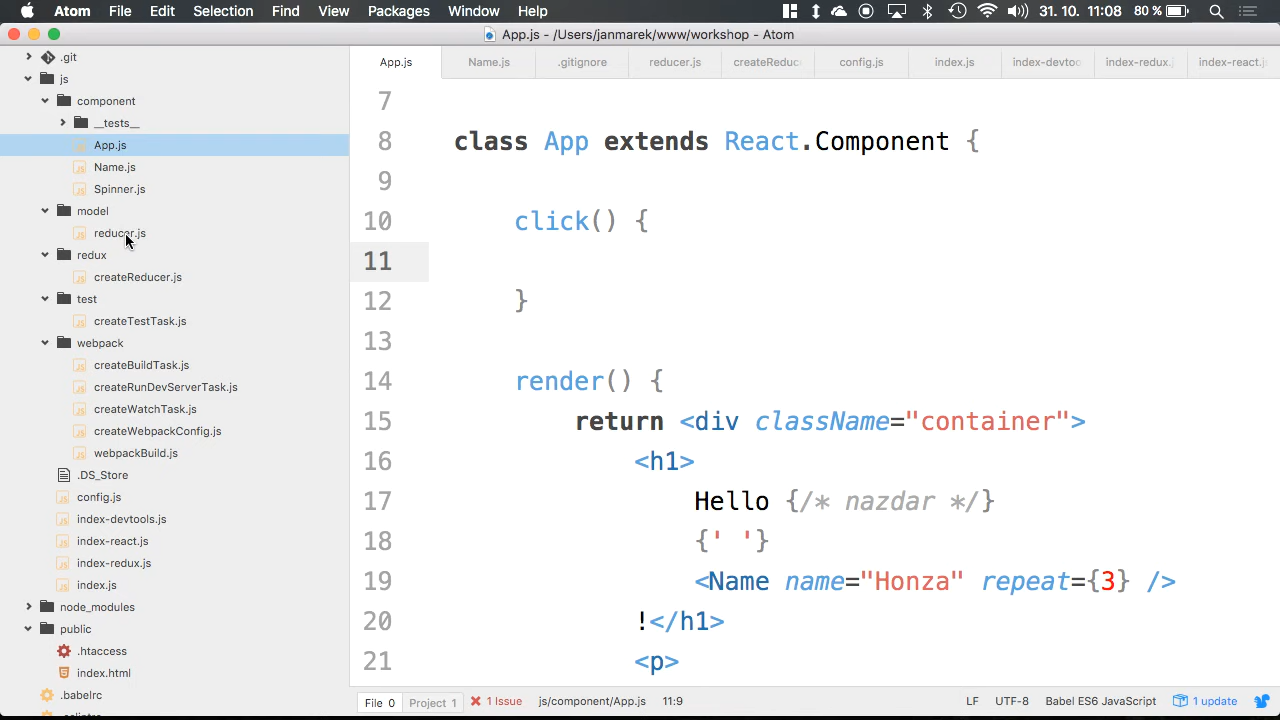 Atom File Edit Selection Find View Packages Window Help 31. 10. 11:08 80 %
App.js - /Users/janmarek/www/workshop - Atom
.git
js
component
__tests__
App.js
Name.js
Spinner.js
model
reducer.js
redux
createReducer.js
test
createTestTask.js
webpack
createBuildTask.js
createRunDevServerTask.js
createWatchTask.js
createWebpackConfig.js
webpackBuild.js
.DS_Store
config.js
index-devtools.js
index-react.js
index-redux.js
index.js
node_modules
public
.htaccess
index.html
.babelrc
App.js Name.js .gitignore reducer.js createReduc config.js index.js index-devtoo index-redux. index-react.j
7
8 class App extends React.Component {
9
10 click() {
11
12 }
13
14 render() {
15 return <div className="container">
16 <h1>
17 Hello {/* nazdar */}
18 {' '}
19 <Name name="Honza" repeat={3} />
20 !</h1>
21 <p>
File 0 Project 1 1 Issue js/component/App.js 11:9 LF UTF-8 Babel ES6 JavaScript 1 update